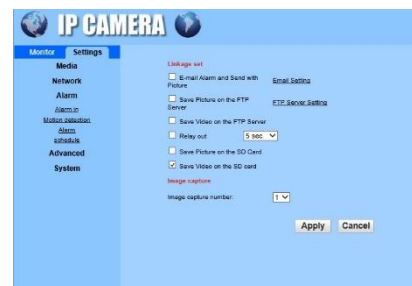 IP CAMERA
Monitor Settings
Media
Network
Alarm
Alarm in
Motion detection
Alarm
schedule
Advanced
System
Linkage set
E-mail Alarm and Send with
Picture
Email Setting
Save Picture on the FTP
Server
FTP Server Setting
Save Video on the FTP Server
Relay out 5 sec
Save Picture on the SD Card
Save Video on the SD card
Image capture
Image capture number: 1
Apply Cancel